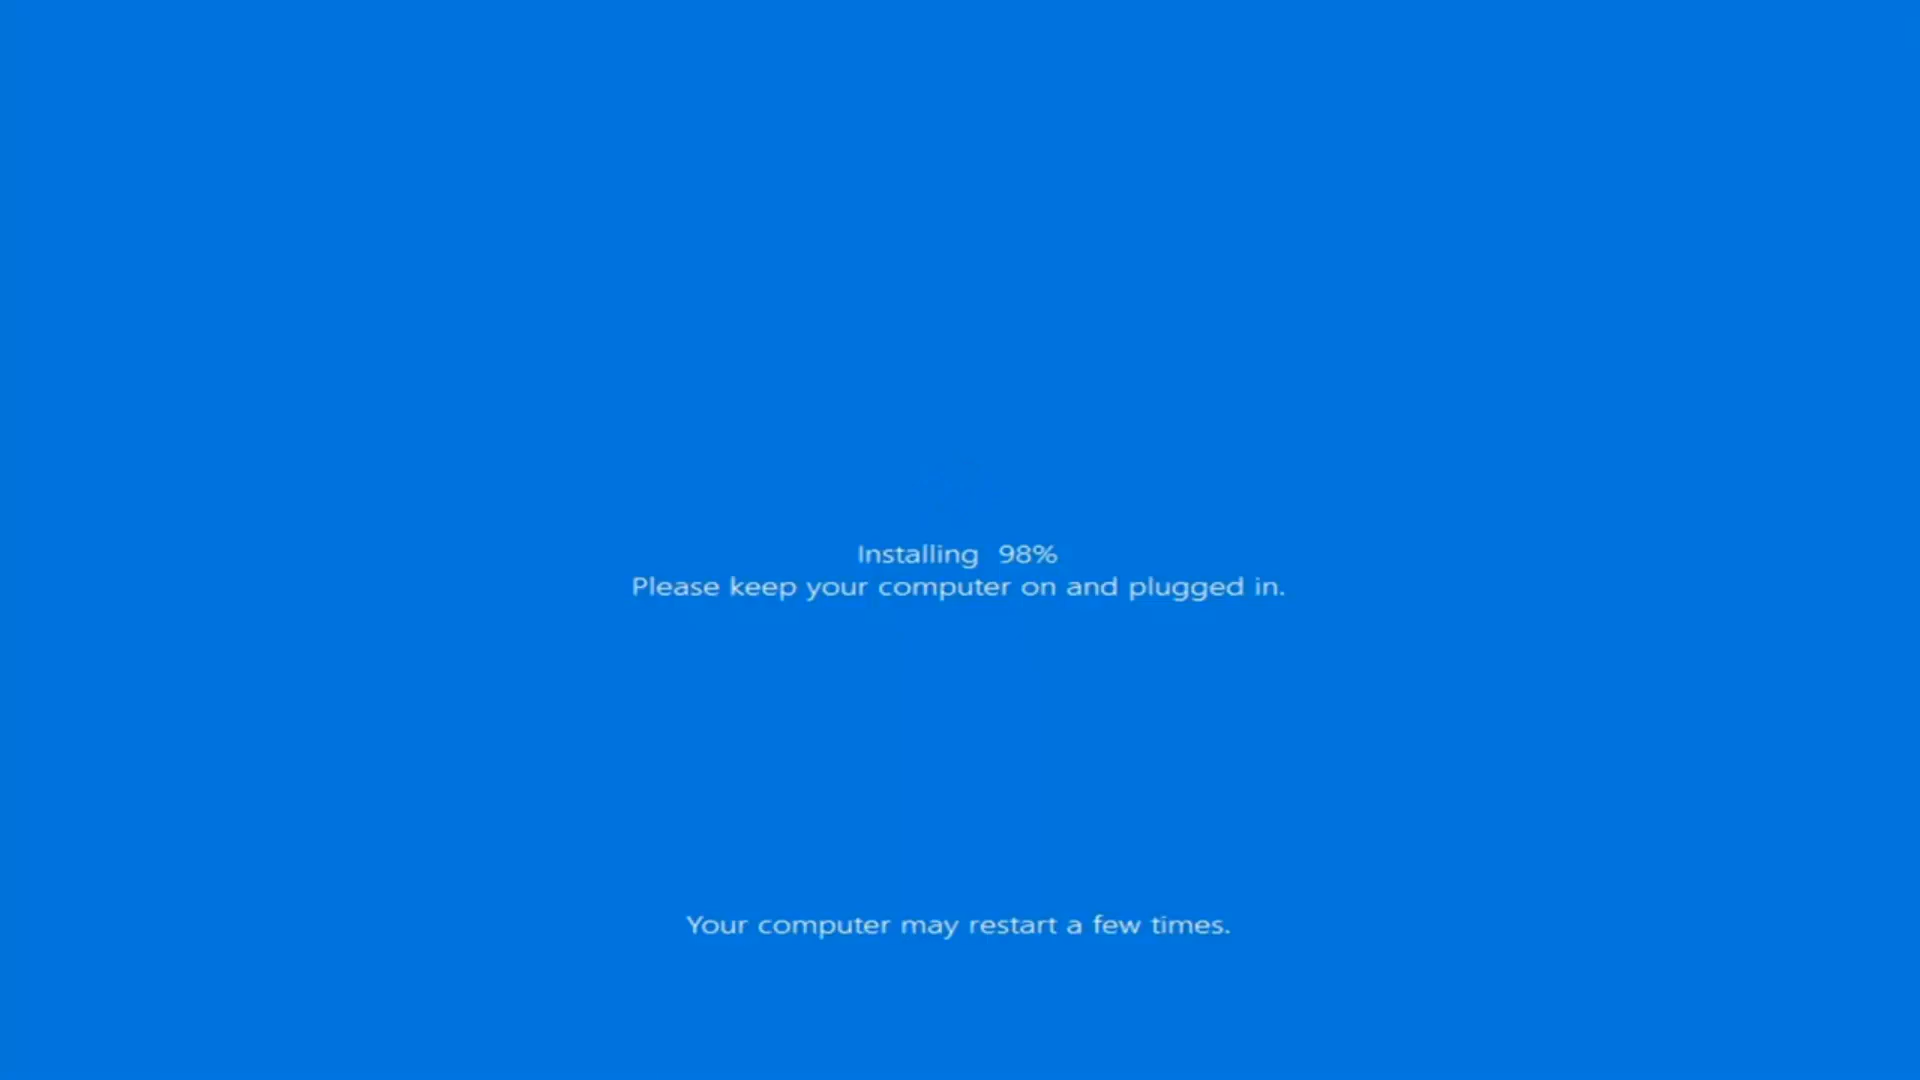 Installing 98%
Please keep your computer on and plugged in.
Your computer may restart a few times.